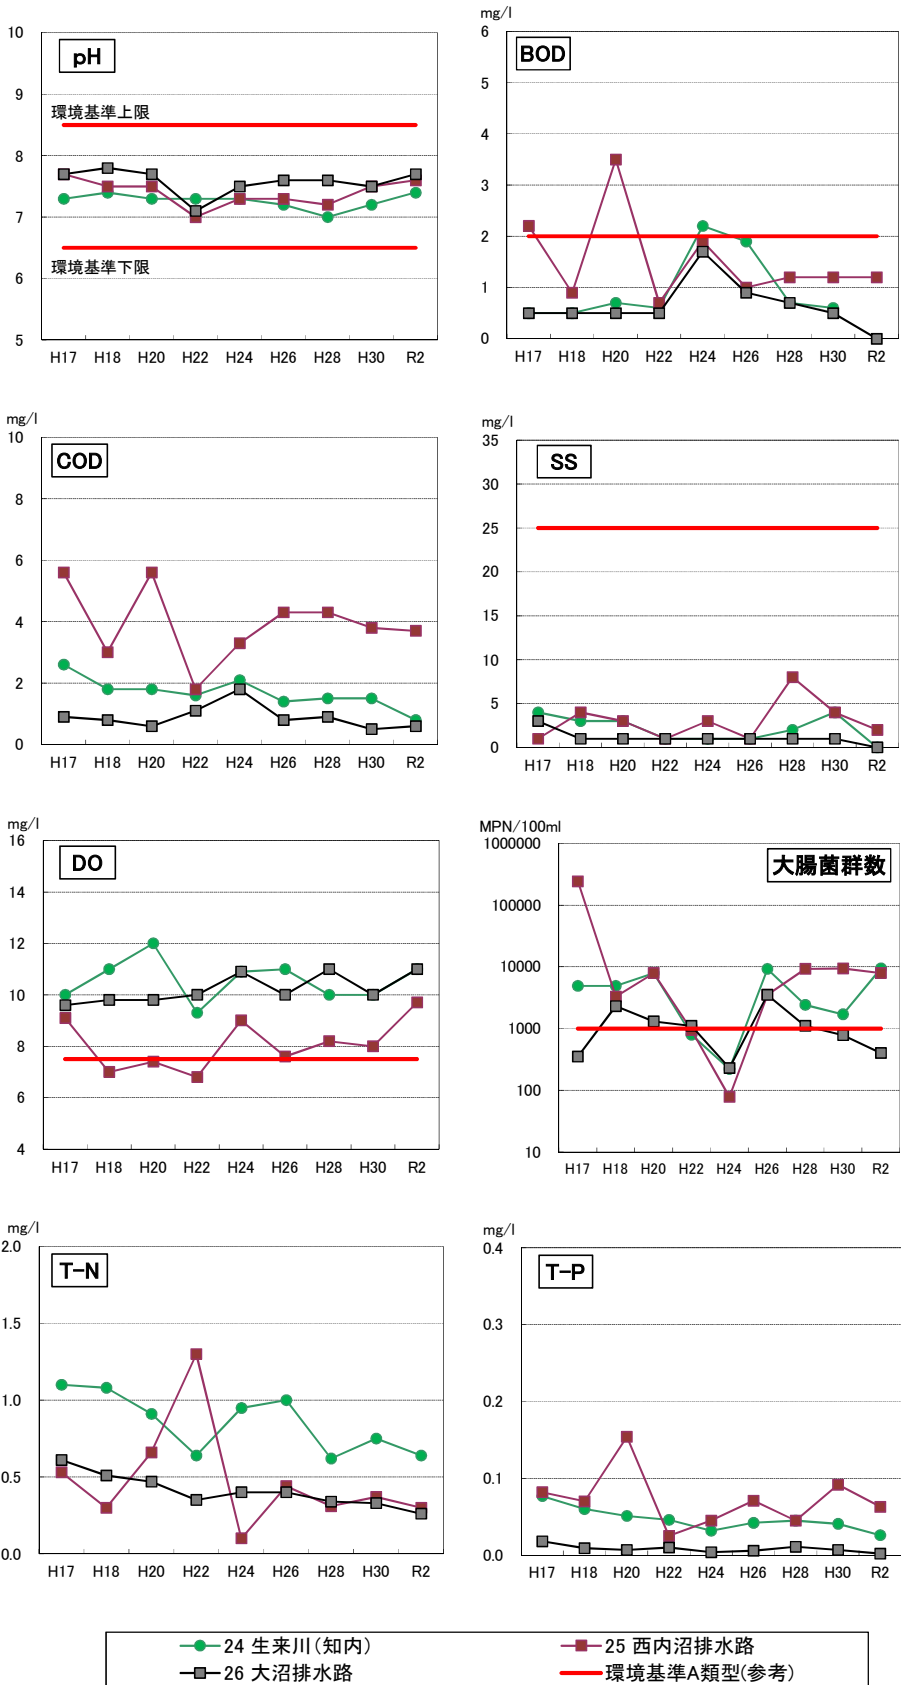 pH
10
9
8
7
6
5
環境基準上限
環境基準下限
H17 H18 H20 H22 H24 H26 H28 H30 R2
mg/l
BOD
6
5
4
3
2
1
0
H17 H18 H20 H22 H24 H26 H28 H30 R2
mg/l
COD
10
8
6
4
2
0
H17 H18 H20 H22 H24 H26 H28 H30 R2
mg/l
SS
35
30
25
20
15
10
5
0
H17 H18 H20 H22 H24 H26 H28 H30 R2
mg/l
DO
16
14
12
10
8
6
4
H17 H18 H20 H22 H24 H26 H28 H30 R2
MPN/100ml
大腸菌群数
1000000
100000
10000
1000
100
10
H17 H18 H20 H22 H24 H26 H28 H30 R2
mg/l
T-N
2.0
1.5
1.0
0.5
0.0
H17 H18 H20 H22 H24 H26 H28 H30 R2
mg/l
T-P
0.4
0.3
0.2
0.1
0.0
H17 H18 H20 H22 H24 H26 H28 H30 R2
24 生来川(知内)
25 西内沼排水路
26 大沼排水路
環境基準A類型(参考)